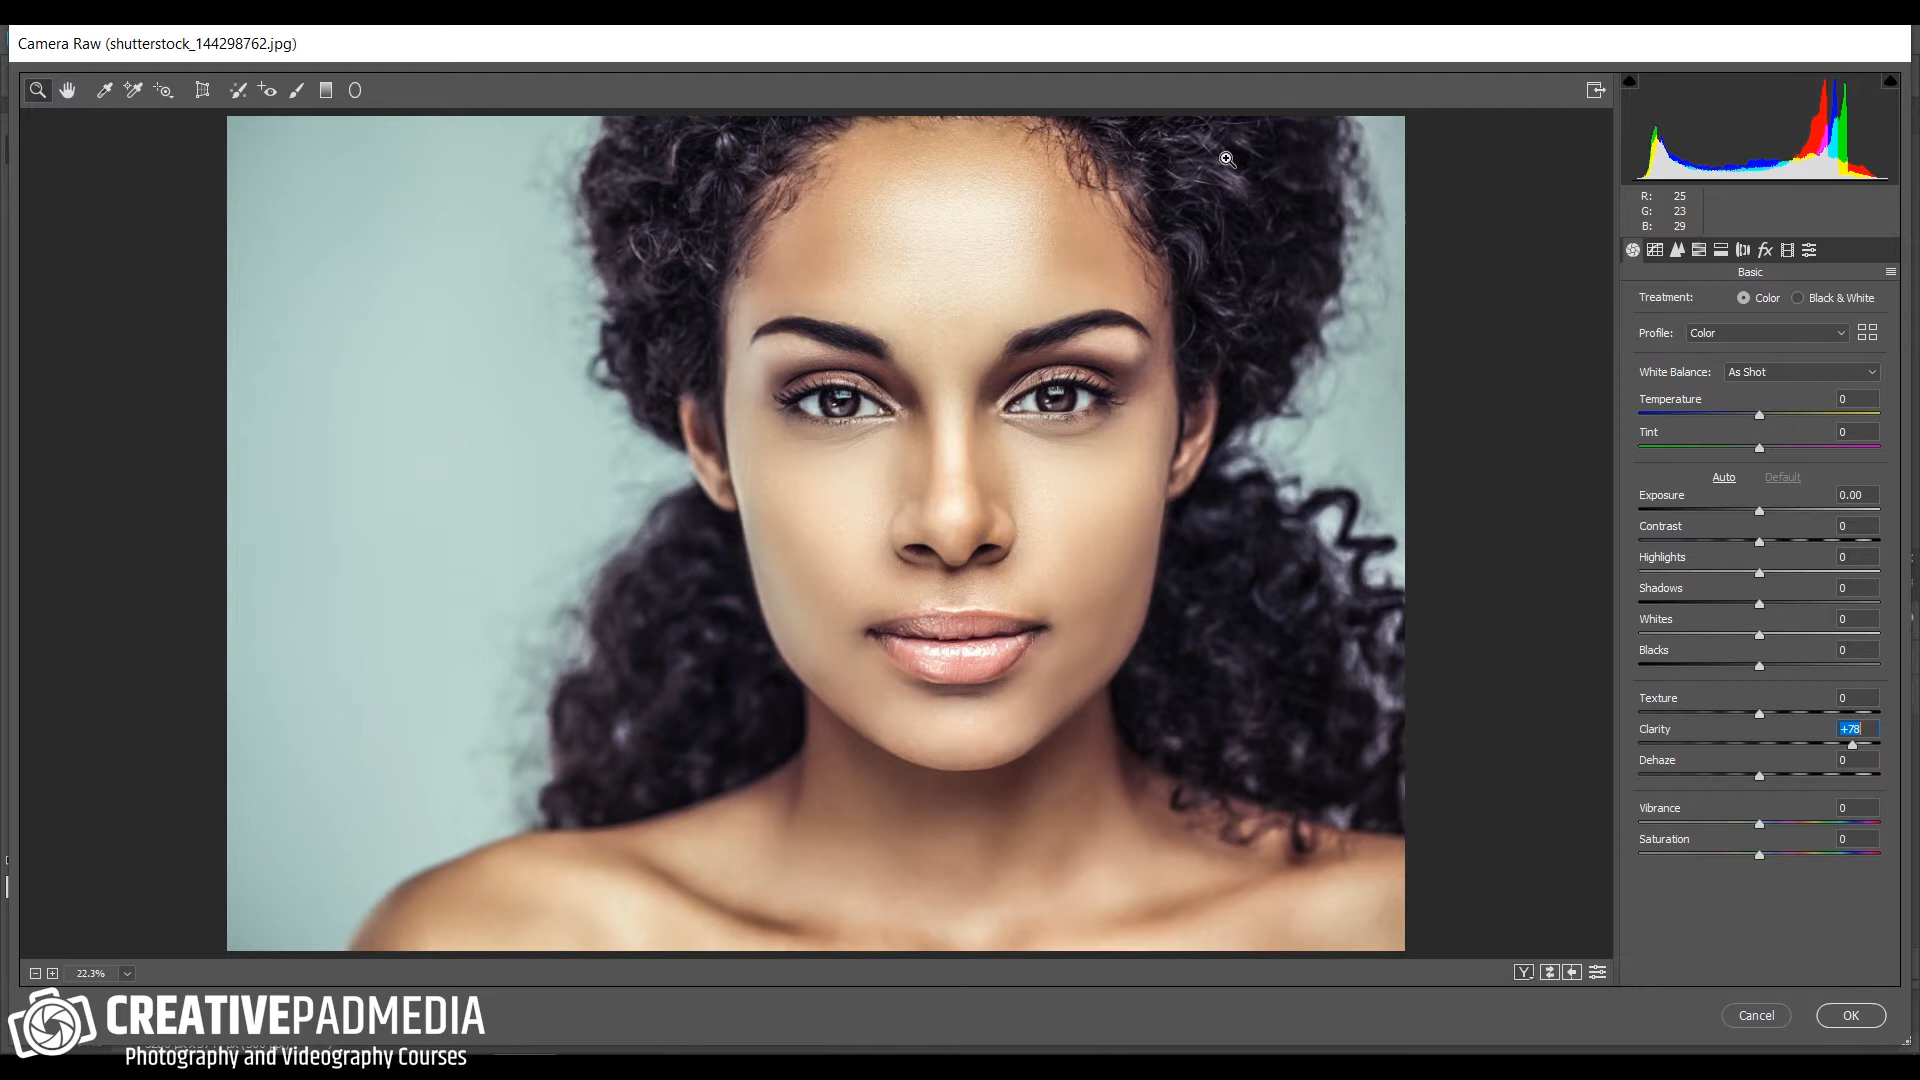 Camera Raw (shutterstock_144298762.jpg)
R: 25
G: 23
B: 29
fx
Basic
Treatment: Color Black & White
Profile: Color
White Balance: As Shot
Temperature 0
Tint 0
Auto Default
Exposure 0.00
Contrast 0
Highlights 0
Shadows 0
Whites 0
Blacks 0
Texture 0
Clarity +78
Dehaze 0
Vibrance 0
Saturation 0
22.3% Y
Cancel OK
CREATIVEPADMEDIA
Photography and Videography Courses